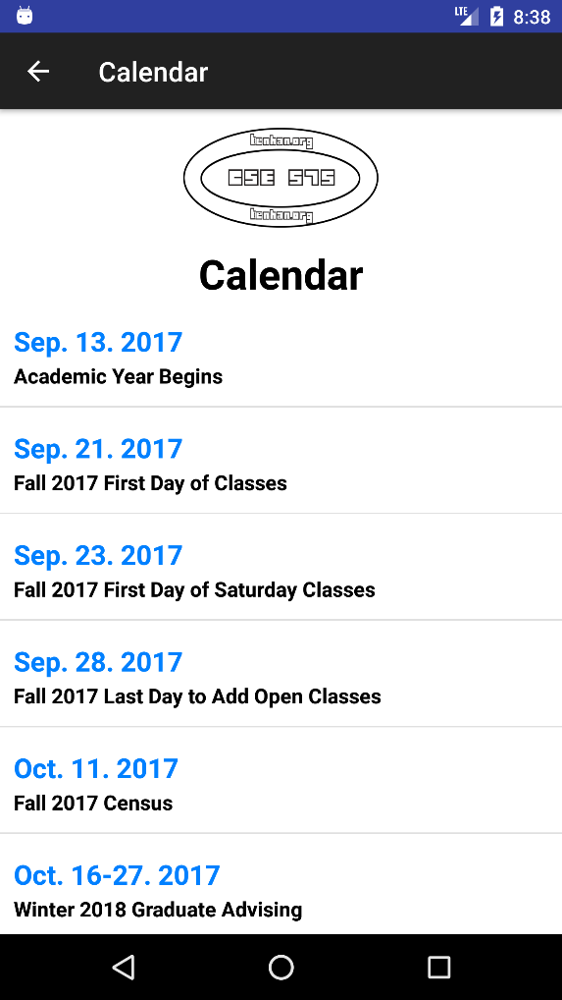 LTE 8:38
Calendar
henhan.org
CSE 575
henhan.org
Calendar
Sep. 13. 2017
Academic Year Begins
Sep. 21. 2017
Fall 2017 First Day of Classes
Sep. 23. 2017
Fall 2017 First Day of Saturday Classes
Sep. 28. 2017
Fall 2017 Last Day to Add Open Classes
Oct. 11. 2017
Fall 2017 Census
Oct. 16-27. 2017
Winter 2018 Graduate Advising